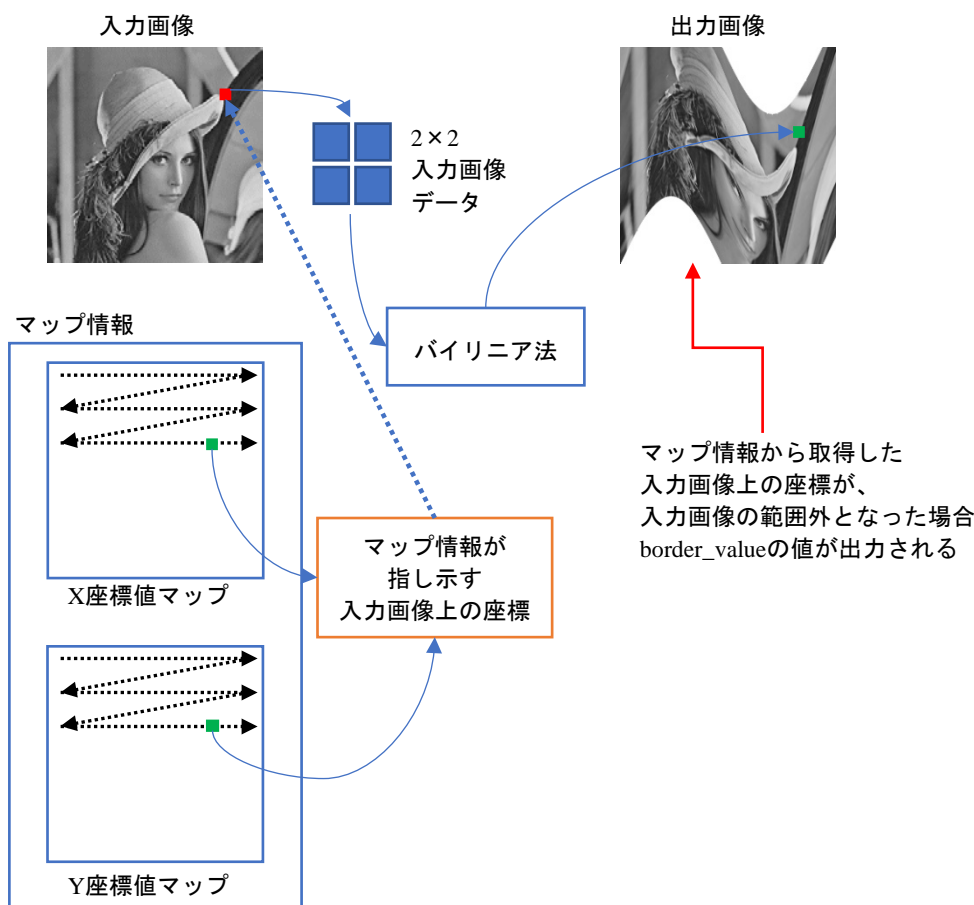 入力画像
出力画像
2×2
入力画像
データ
バイリニア法
マップ情報
X座標値マップ
Y座標値マップ
マップ情報が
指し示す
入力画像上の座標
マップ情報から取得した
入力画像上の座標が、
入力画像の範囲外となった場合
border_valueの値が出力される